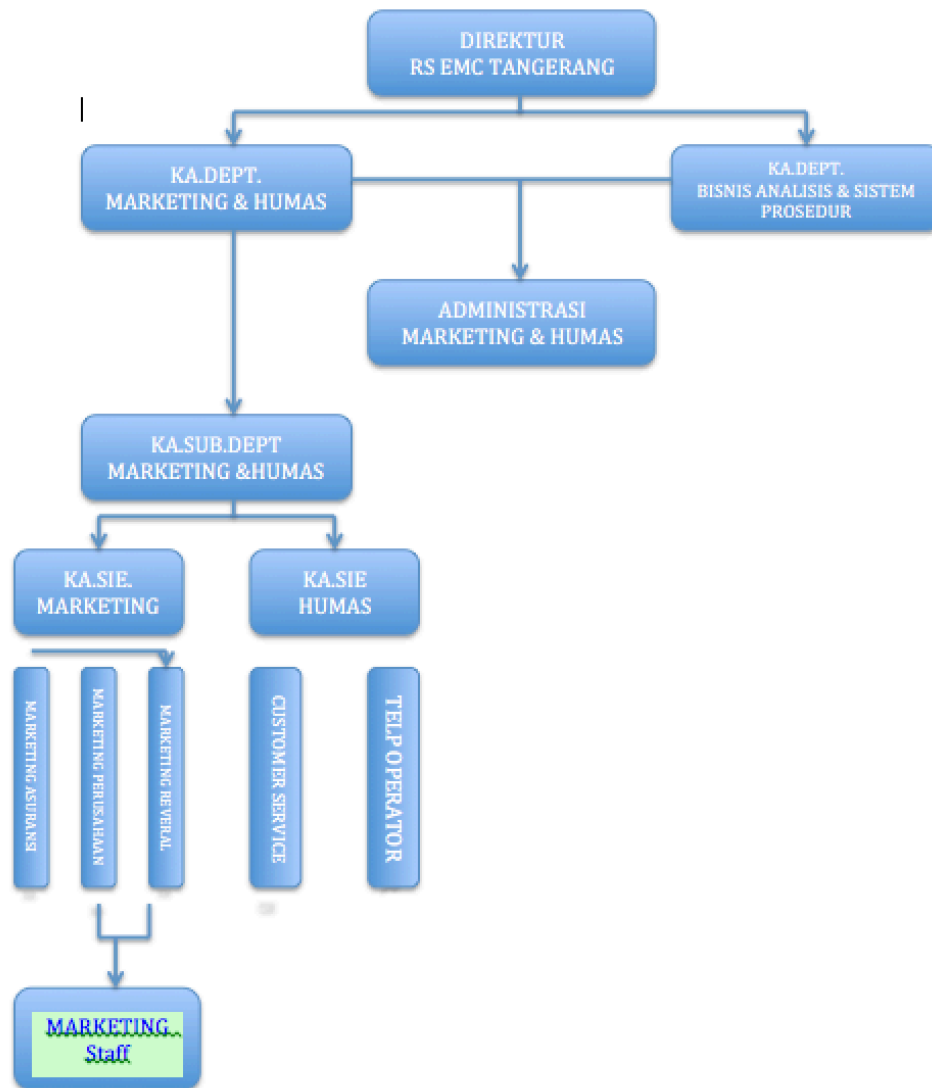 DIREKTUR
RS EMC TANGERANG
KA.DEPT.
MARKETING & HUMAS
KA.DEPT.
BISNIS ANALISIS & SISTEM
PROSEDUR
ADMINISTRASI
MARKETING & HUMAS
KA.SUB.DEPT
MARKETING &HUMAS
KA.SIE.
MARKETING
KA.SIE
HUMAS
MARKETING ASURANSI
MARKETING PERUSAHAAN
MARKETING REVERAL
CUSTOMER SERVICE
TELP OPERATOR
MARKETING
Staff